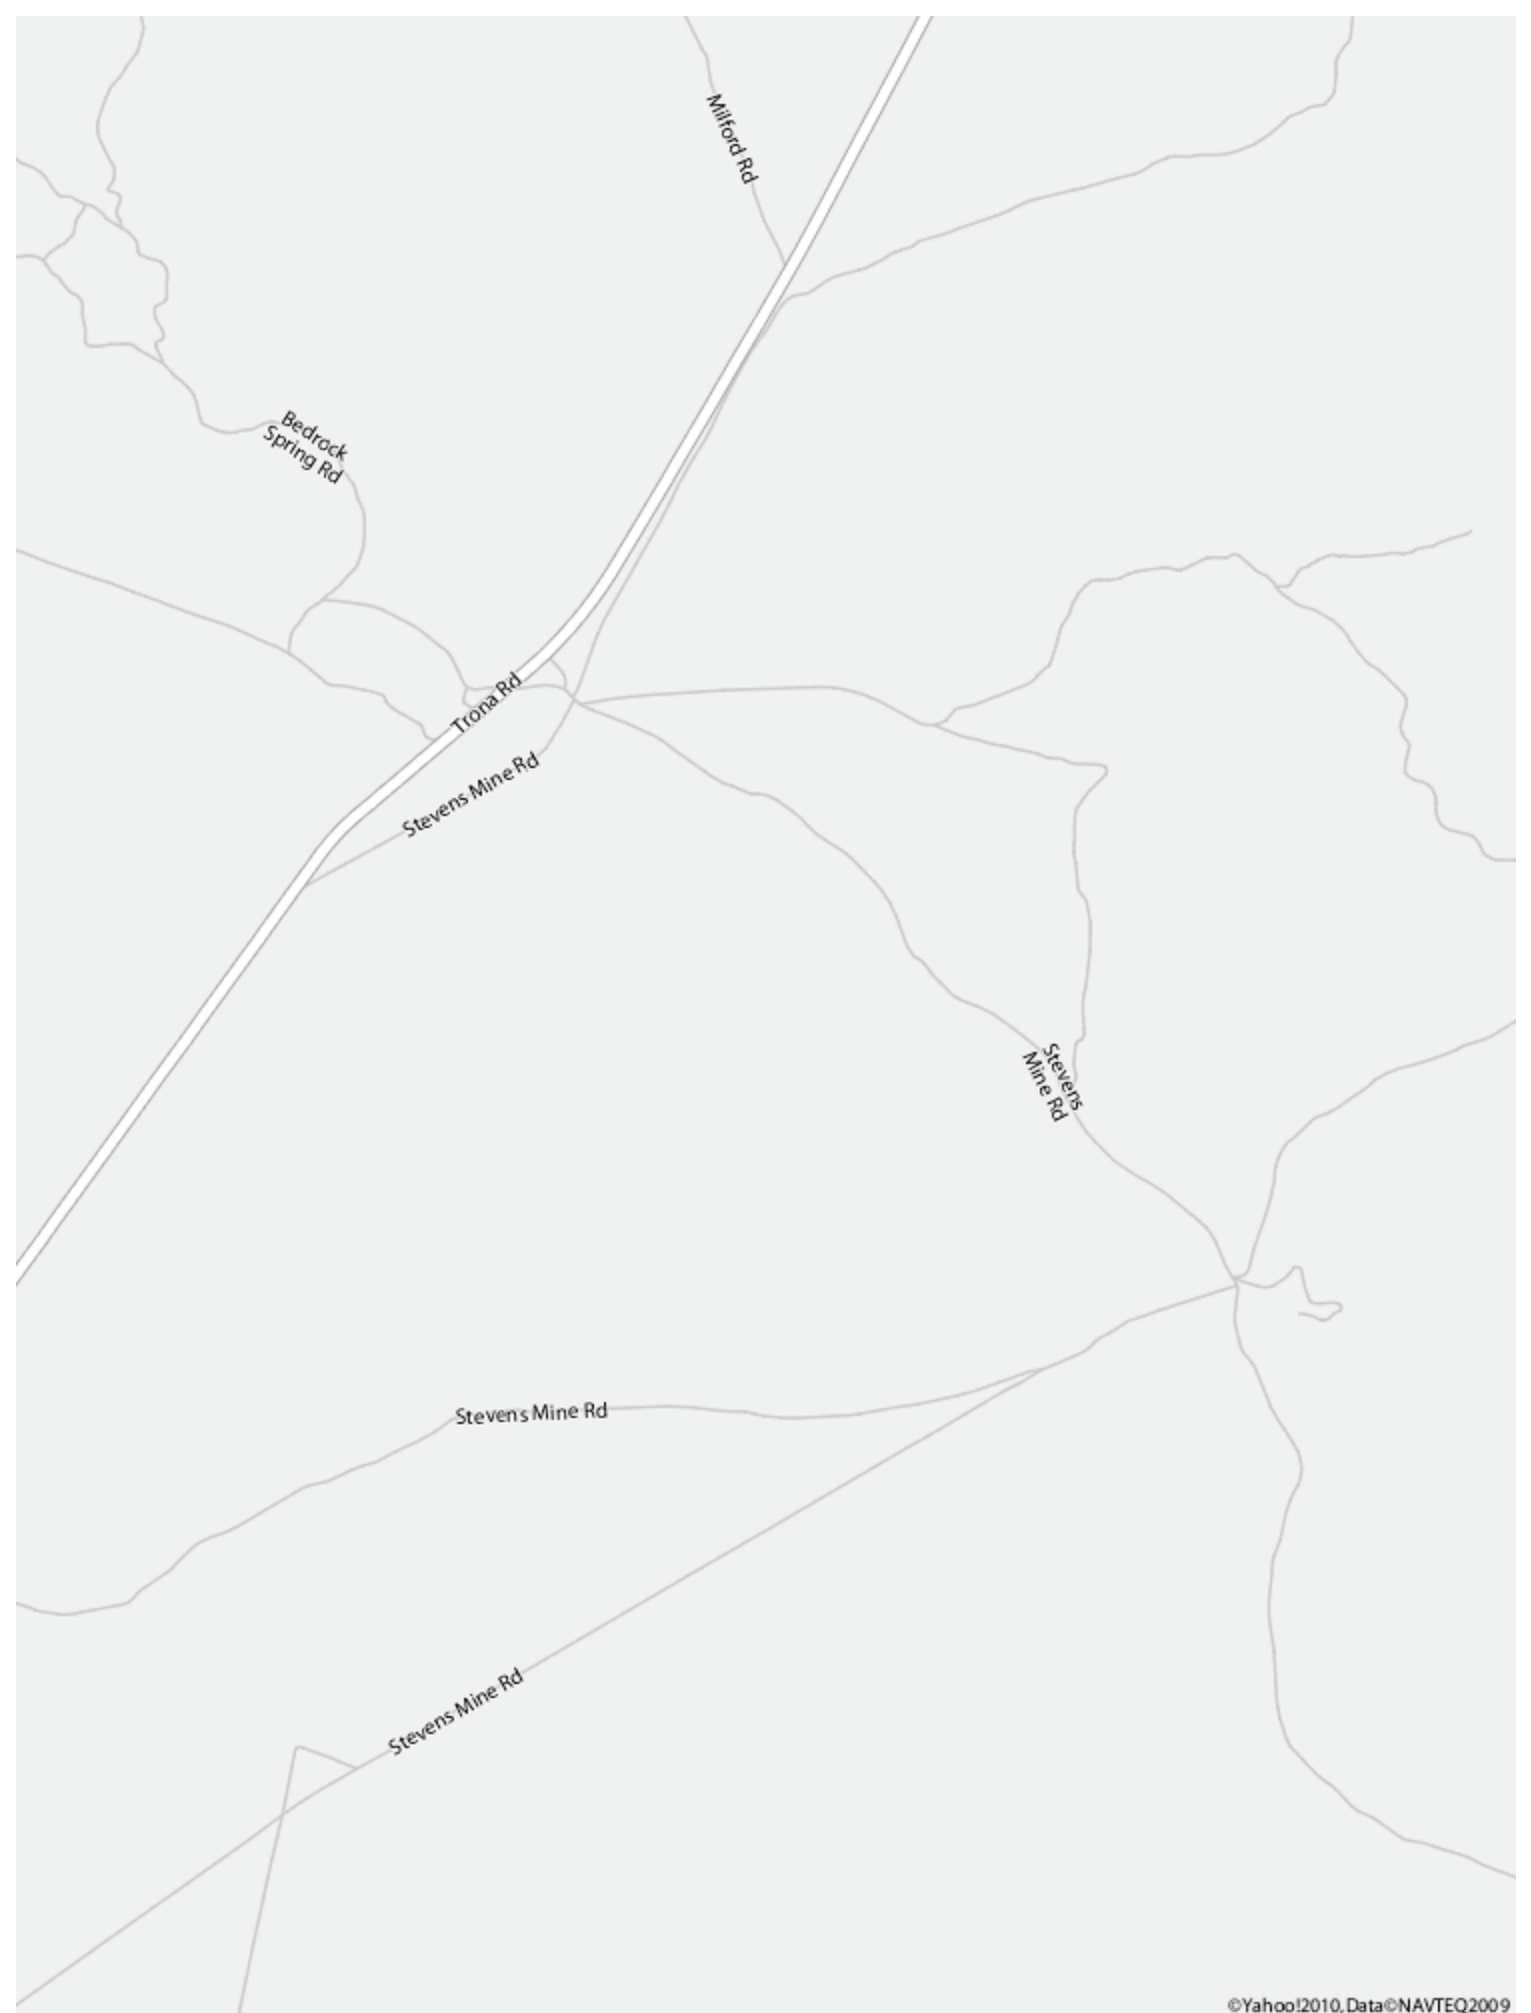 Milford Rd
Bedrock
Spring Rd
Trona Rd
Stevens Mine Rd
Stevens
Mine Rd
Stevens Mine Rd
Stevens Mine Rd
©Yahoo!2010, Data©NAVTEQ2009